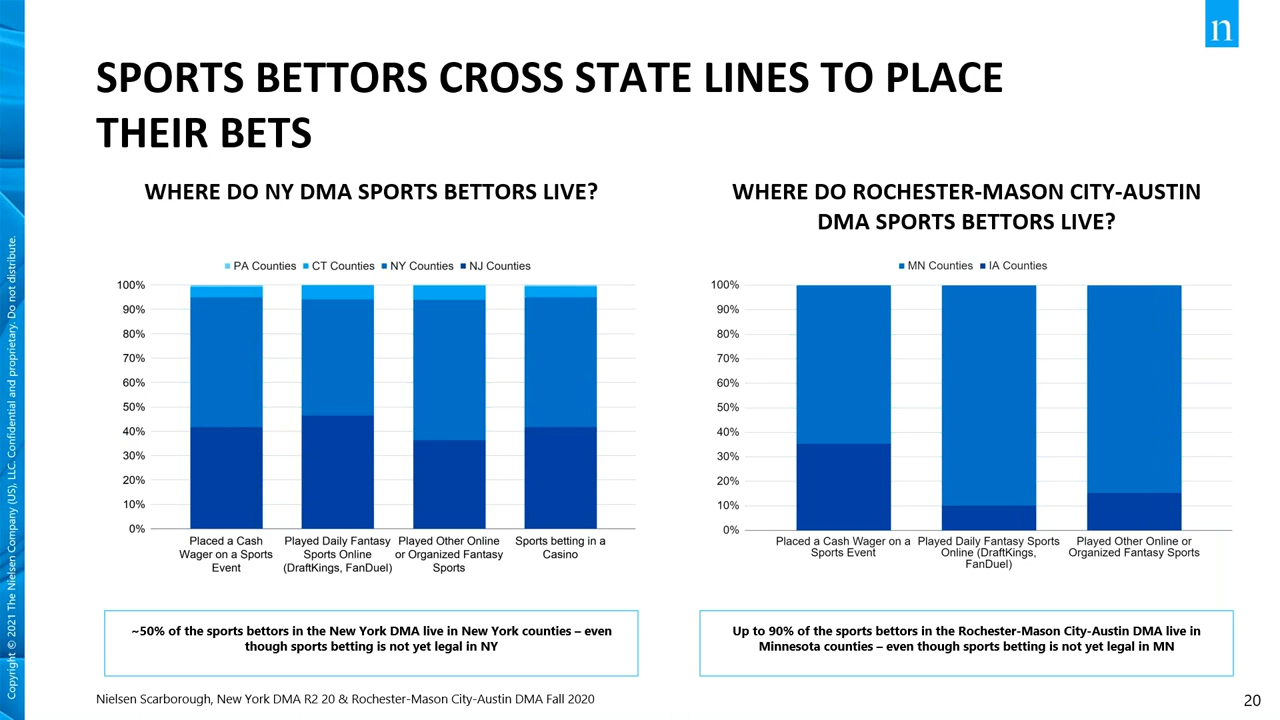 n
SPORTS BETTORS CROSS STATE LINES TO PLACE
THEIR BETS
WHERE DO NY DMA SPORTS BETTORS LIVE?
PA Counties CT Counties NY Counties NJ Counties
100%
90%
80%
70%
60%
50%
40%
30%
20%
10%
0%
Placed a Cash
Wager on a Sports
Event
Played Daily Fantasy
Sports Online
(DraftKings, FanDuel)
Played Other Online
or Organized Fantasy
Sports
Sports betting in a
Casino
~50% of the sports bettors in the New York DMA live in New York counties – even
though sports betting is not yet legal in NY
WHERE DO ROCHESTER-MASON CITY-AUSTIN
DMA SPORTS BETTORS LIVE?
MN Counties IA Counties
100%
90%
80%
70%
60%
50%
40%
30%
20%
10%
0%
Placed a Cash Wager on a
Sports Event
Played Daily Fantasy Sports
Online (DraftKings,
FanDuel)
Played Other Online or
Organized Fantasy Sports
Up to 90% of the sports bettors in the Rochester-Mason City-Austin DMA live in
Minnesota counties – even though sports betting is not yet legal in MN
Nielsen Scarborough, New York DMA R2 20 & Rochester-Mason City-Austin DMA Fall 2020
20
Copyright © 2021 The Nielsen Company (US), LLC. Confidential and proprietary. Do not distribute.